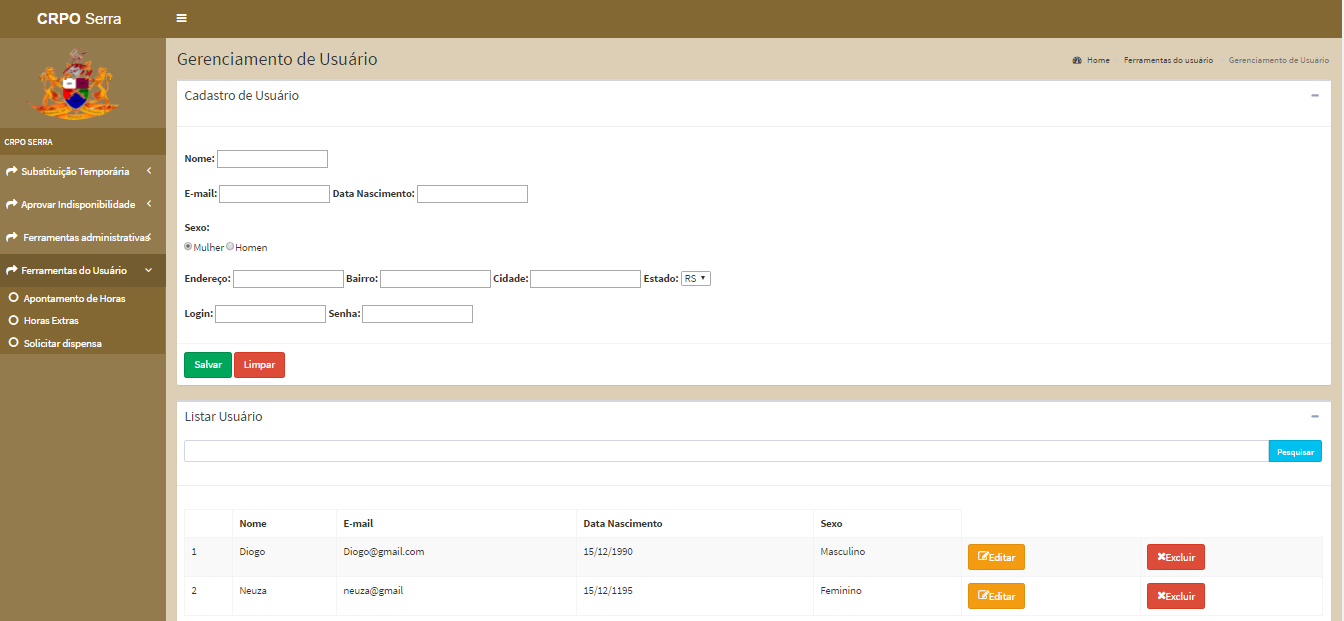 CRPO Serra
CRPO SERRA
Substituição Temporária
Aprovar Indisponibilidade
Ferramentas administrativas
Ferramentas do Usuário
Apontamento de Horas
Horas Extras
Solicitar dispensa
Gerenciamento de Usuário
Home Ferramentas do usuário Gerenciamento de Usuário
Cadastro de Usuário
Nome:
E-mail: Data Nascimento:
Sexo:
Mulher Homen
Endereço: Bairro: Cidade: Estado: RS
Login: Senha:
Salvar Limpar
Listar Usuário
Pesquisar
Nome E-mail Data Nascimento Sexo
1 Diogo Diogo@gmail.com 15/12/1990 Masculino Editar Excluir
2 Neuza neuza@gmail 15/12/1195 Feminino Editar Excluir